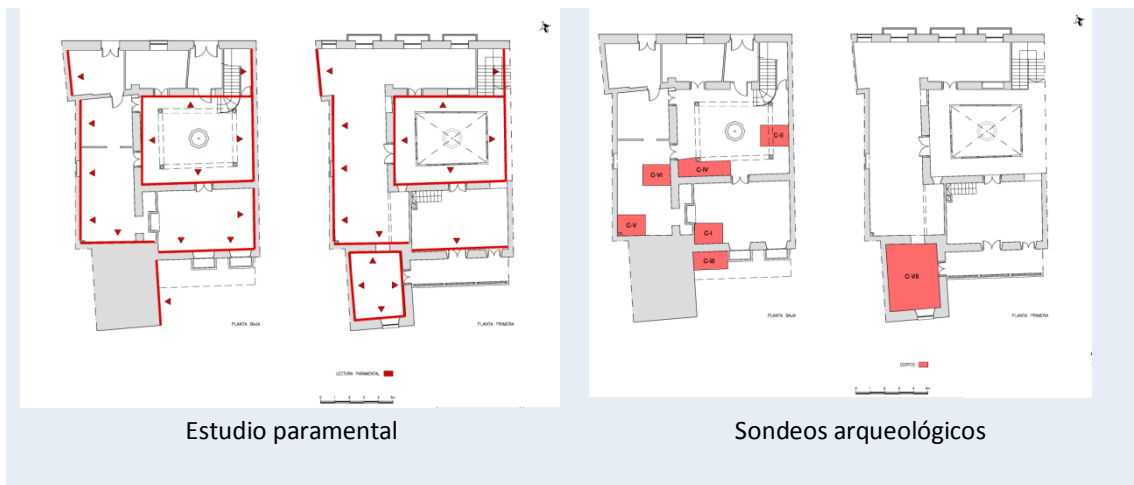 PLANTA BAJA
PLANTA PRIMERA
LECTURA PARAMENTAL
Estudio paramental
C-II
C-VI
C-IV
C-V
C-I
C-III
C-VII
PLANTA BAJA
PLANTA PRIMERA
Sondeos arqueológicos